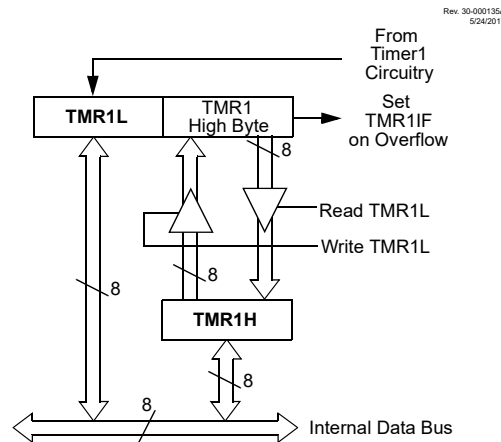 Rev. 30-000135
5/24/201
From
Timer1
Circuitry
TMR1L
TMR1
High Byte
Set
TMR1IF
on Overflow
8
Read TMR1L
Write TMR1L
8
8
TMR1H
8
8
Internal Data Bus